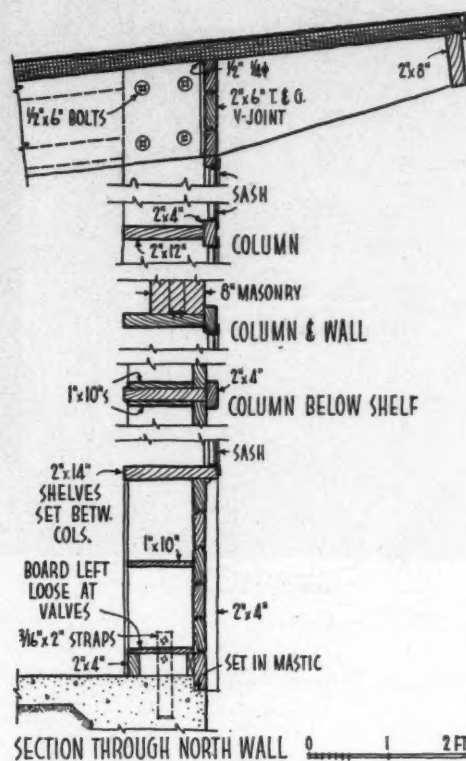 ½" ¼⌀
2"x8"
½"x6" BOLTS
2"x6" T. & G.
V-JOINT
SASH
2"x4"
COLUMN
2"x12"
8" MASONRY
COLUMN & WALL
1"x10"s
2"x4"
COLUMN BELOW SHELF
SASH
2"x14"
SHELVES
SET BETW.
COLS.
1"x10"
BOARD LEFT
LOOSE AT
VALVES
2"x4"
3/16"x2" STRAPS
2"x4"
SET IN MASTIC
SECTION THROUGH NORTH WALL
0 1 2 FT